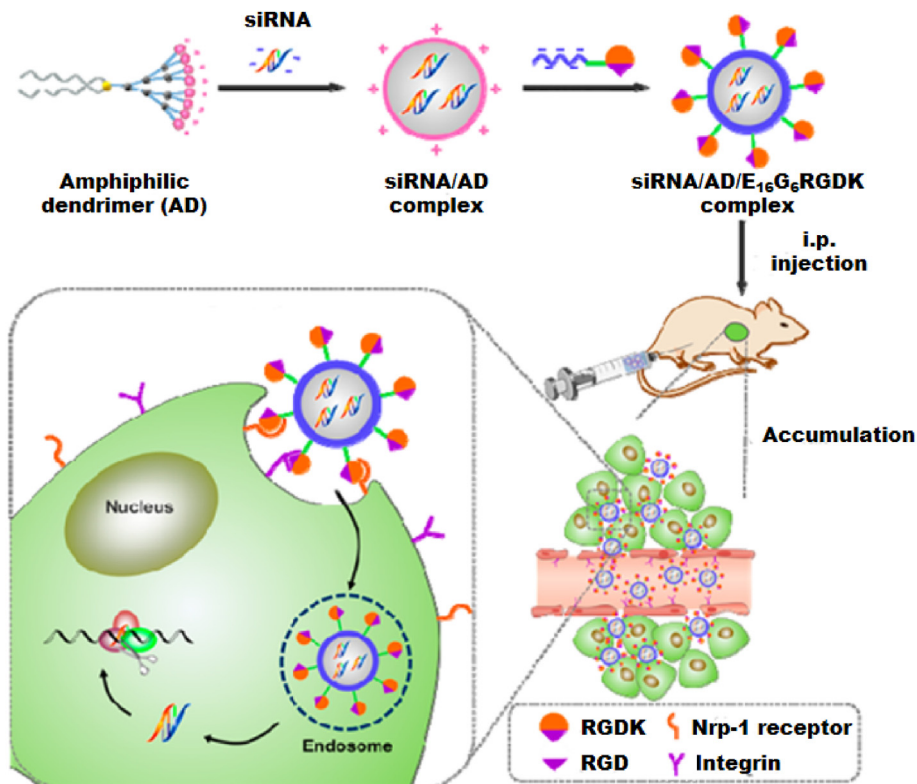 siRNA
Amphiphilic
dendrimer (AD)
siRNA/AD
complex
siRNA/AD/E₁₆G₆RGDK
complex
i.p.
injection
Accumulation
Nucleus
Endosome
RGDK
Nrp-1 receptor
RGD
Integrin